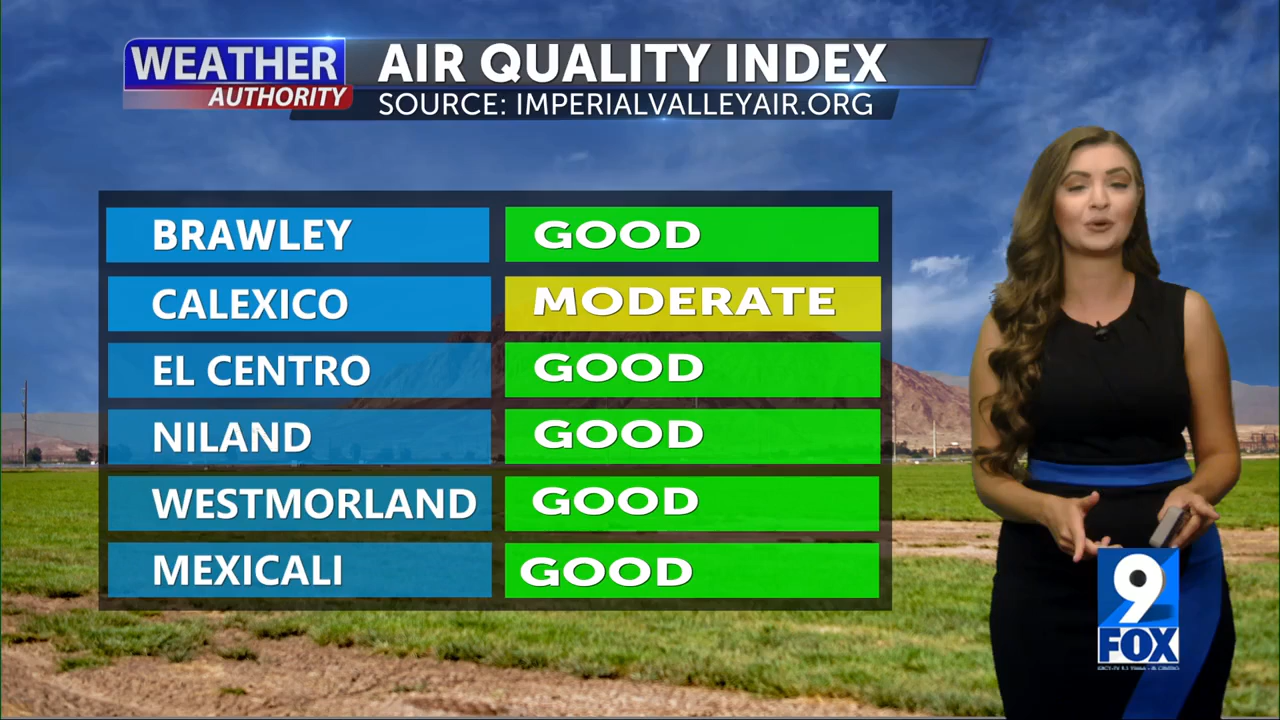 WEATHER
AUTHORITY
AIR QUALITY INDEX
SOURCE: IMPERIALVALLEYAIR.ORG
BRAWLEY GOOD
CALEXICO MODERATE
EL CENTRO GOOD
NILAND GOOD
WESTMORLAND GOOD
MEXICALI GOOD
9
FOX